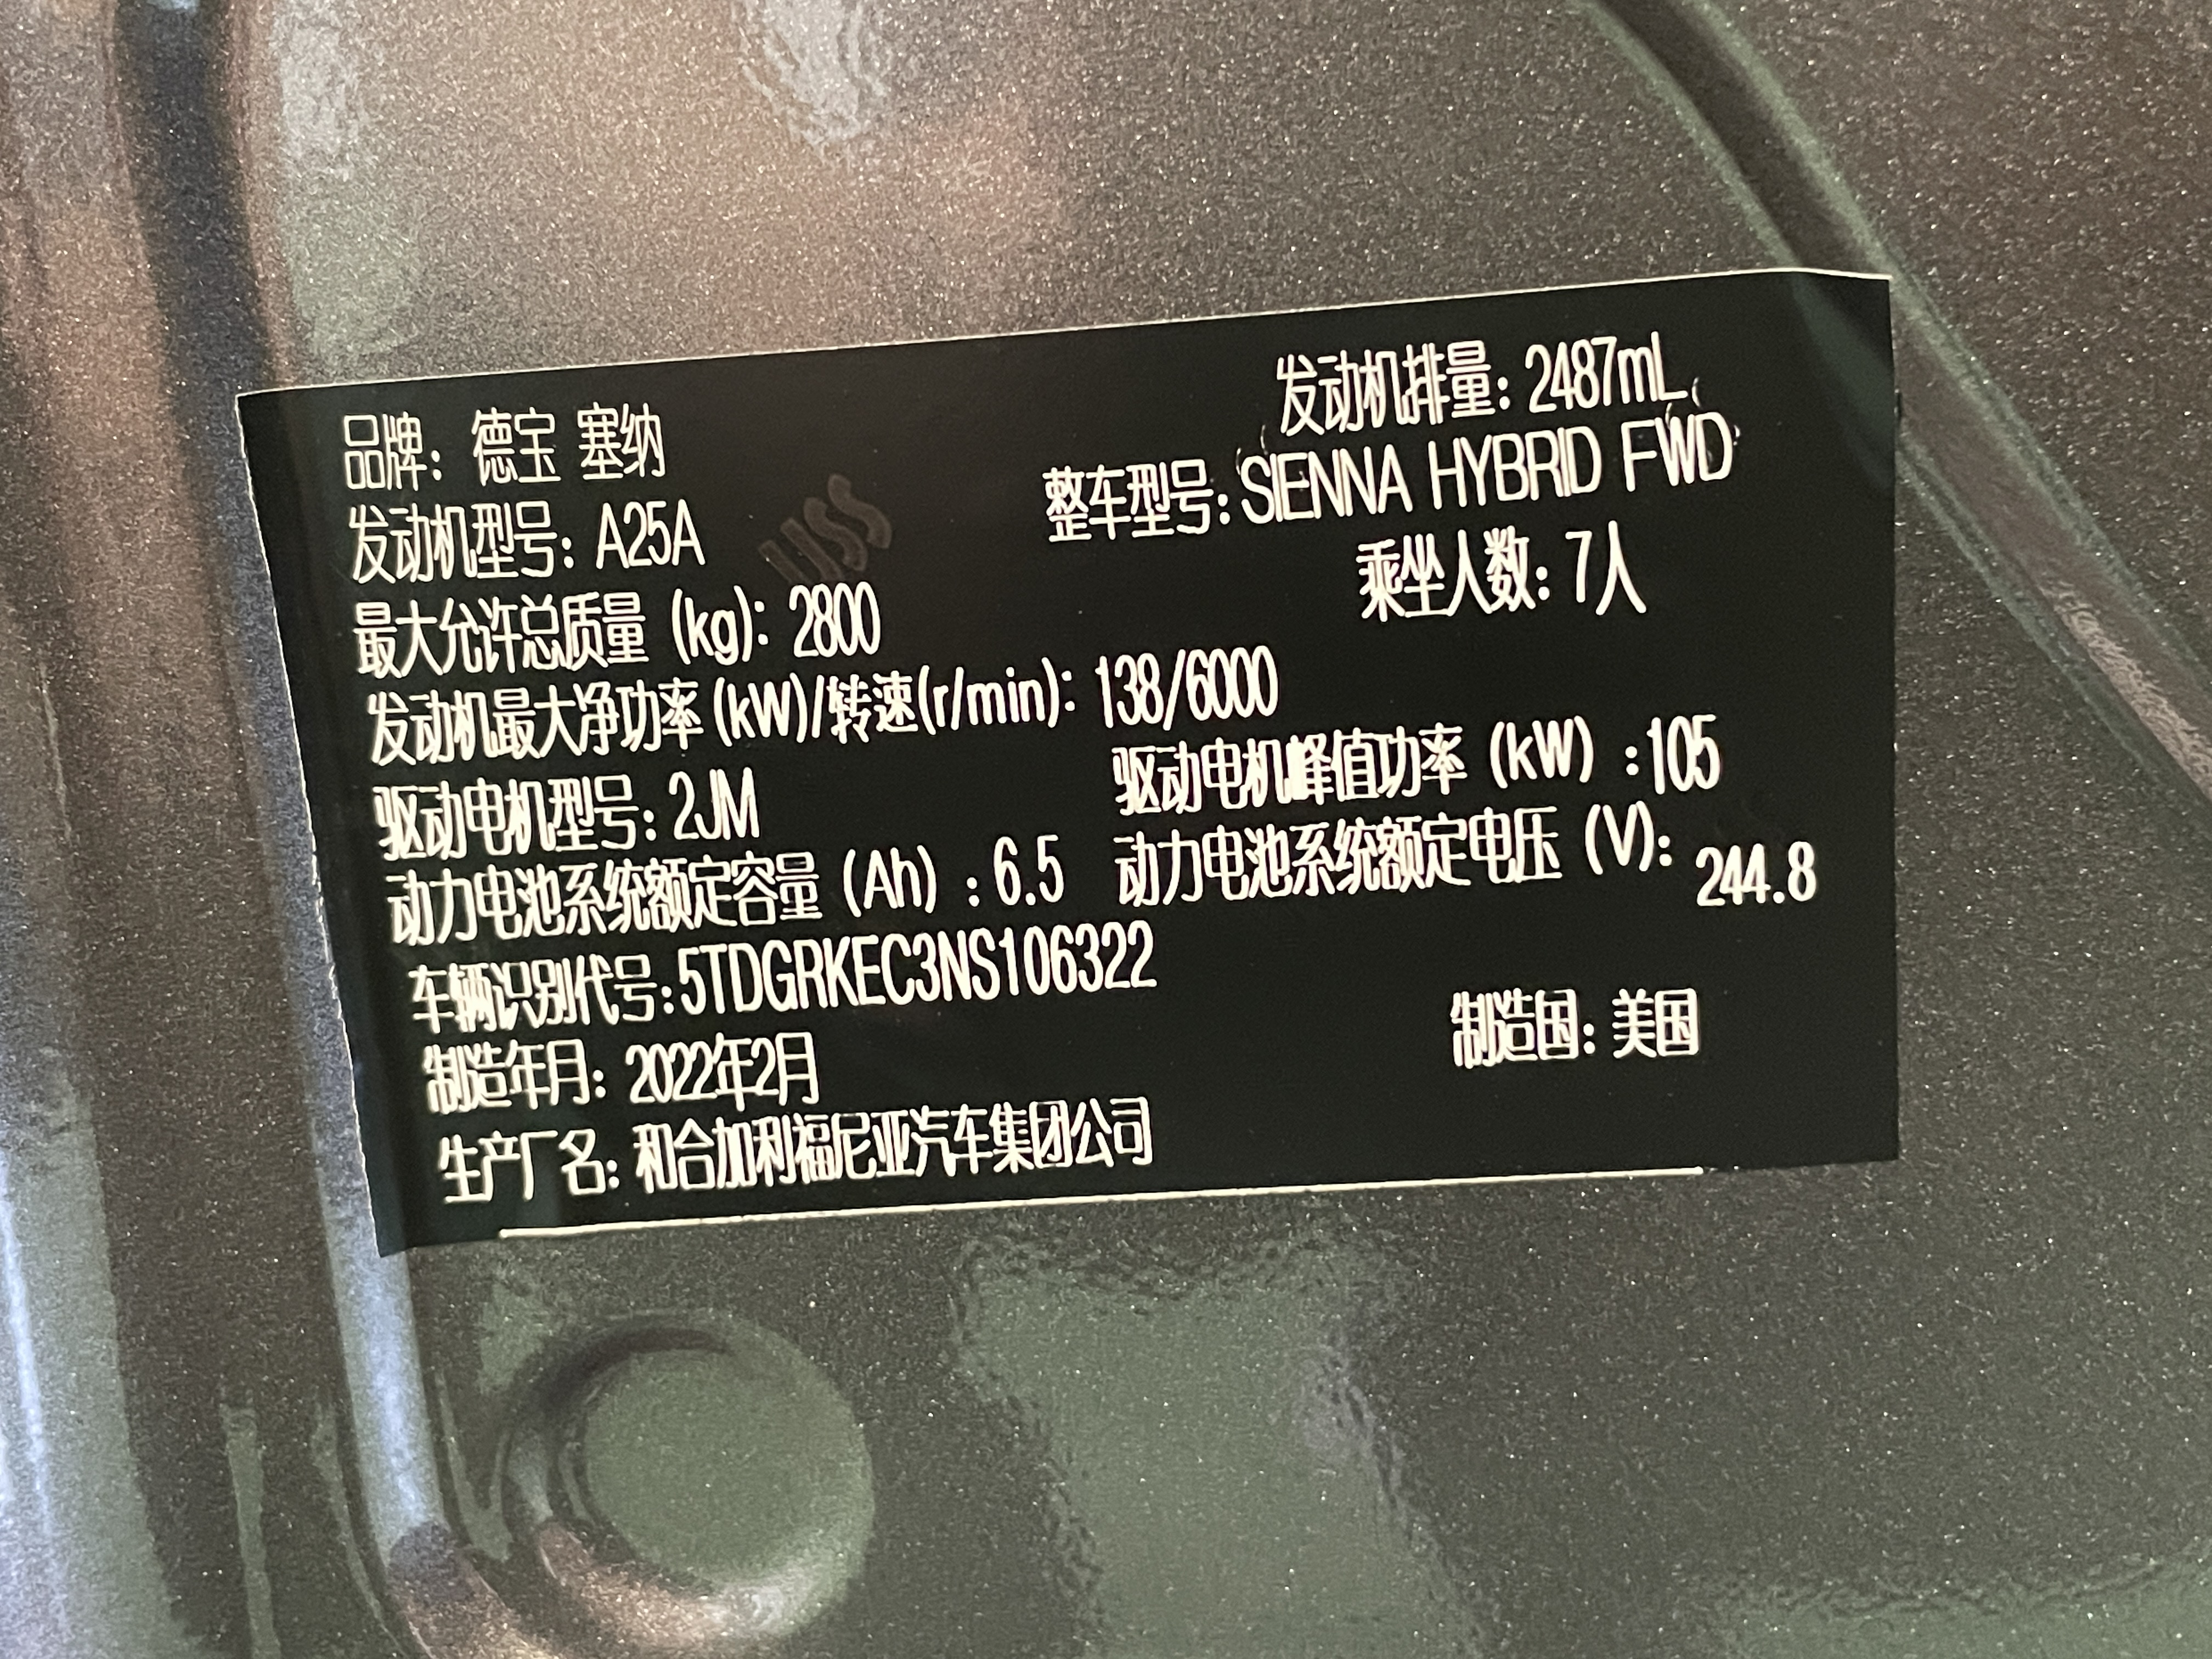 品牌：德宝 塞纳 发动机排量：2487mL
发动机型号：A25A 整车型号：SIENNA HYBRID FWD
最大允许总质量 (kg)：2800 乘坐人数：7人
发动机最大净功率(kW)/转速(r/min)：138/6000
驱动电机型号：2JM 驱动电机峰值功率 (kW) :105
动力电池系统额定容量 (Ah) :6.5 动力电池系统额定电压 (V)：244.8
车辆识别代号:5TDGRKEC3NS106322
制造年月：2022年2月 制造国：美国
生产厂名：和合加利福尼亚汽车集团公司